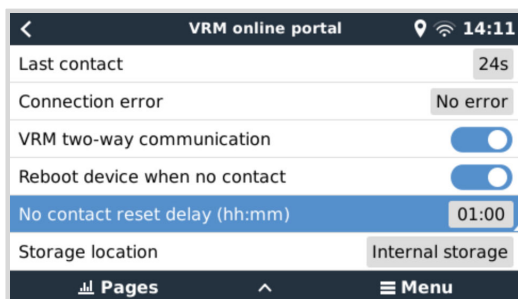 VRM online portal 14:11
Last contact 24s
Connection error No error
VRM two-way communication
Reboot device when no contact
No contact reset delay (hh:mm) 01:00
Storage location Internal storage
Pages Menu